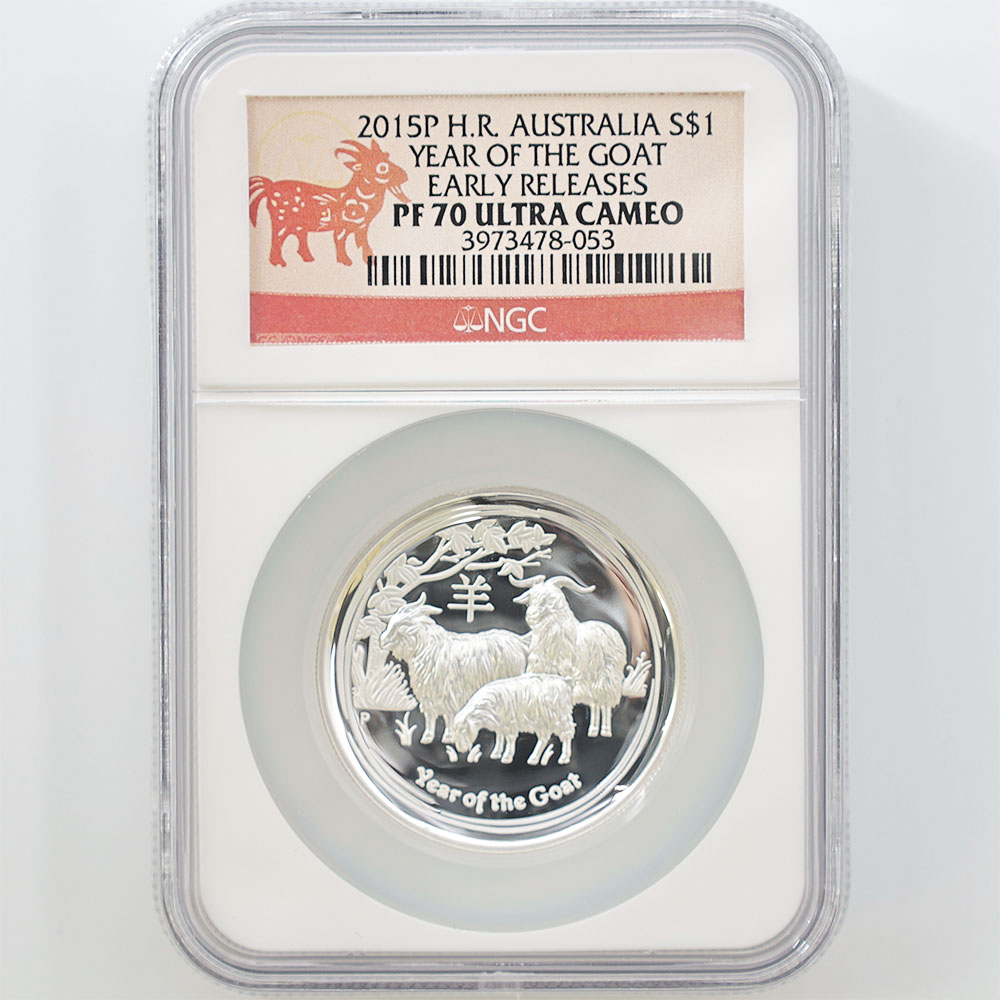 2015P H.R. AUSTRALIA S$1
YEAR OF THE GOAT
EARLY RELEASES
PF 70 ULTRA CAMEO
3973478-053
NGC
羊
P
Year of the Goat